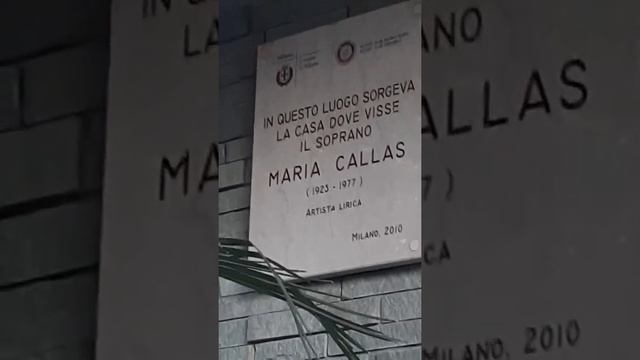 IN QUESTO LUOGO SORGEVA
LA CASA DOVE VISSE
IL SOPRANO
MARIA CALLAS
( 1923 - 1977 )
ARTISTA LIRICA
MILANO, 2010